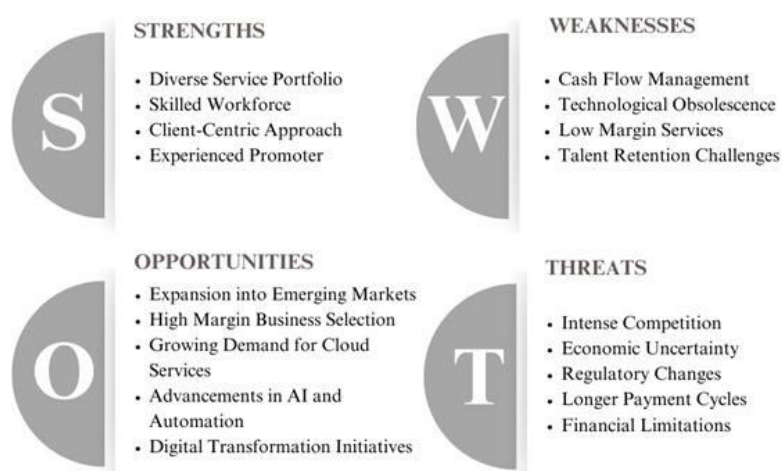 S
STRENGTHS
• Diverse Service Portfolio
• Skilled Workforce
• Client-Centric Approach
• Experienced Promoter
W
WEAKNESSES
• Cash Flow Management
• Technological Obsolescence
• Low Margin Services
• Talent Retention Challenges
O
OPPORTUNITIES
• Expansion into Emerging Markets
• High Margin Business Selection
• Growing Demand for Cloud
Services
• Advancements in AI and
Automation
• Digital Transformation Initiatives
T
THREATS
• Intense Competition
• Economic Uncertainty
• Regulatory Changes
• Longer Payment Cycles
• Financial Limitations